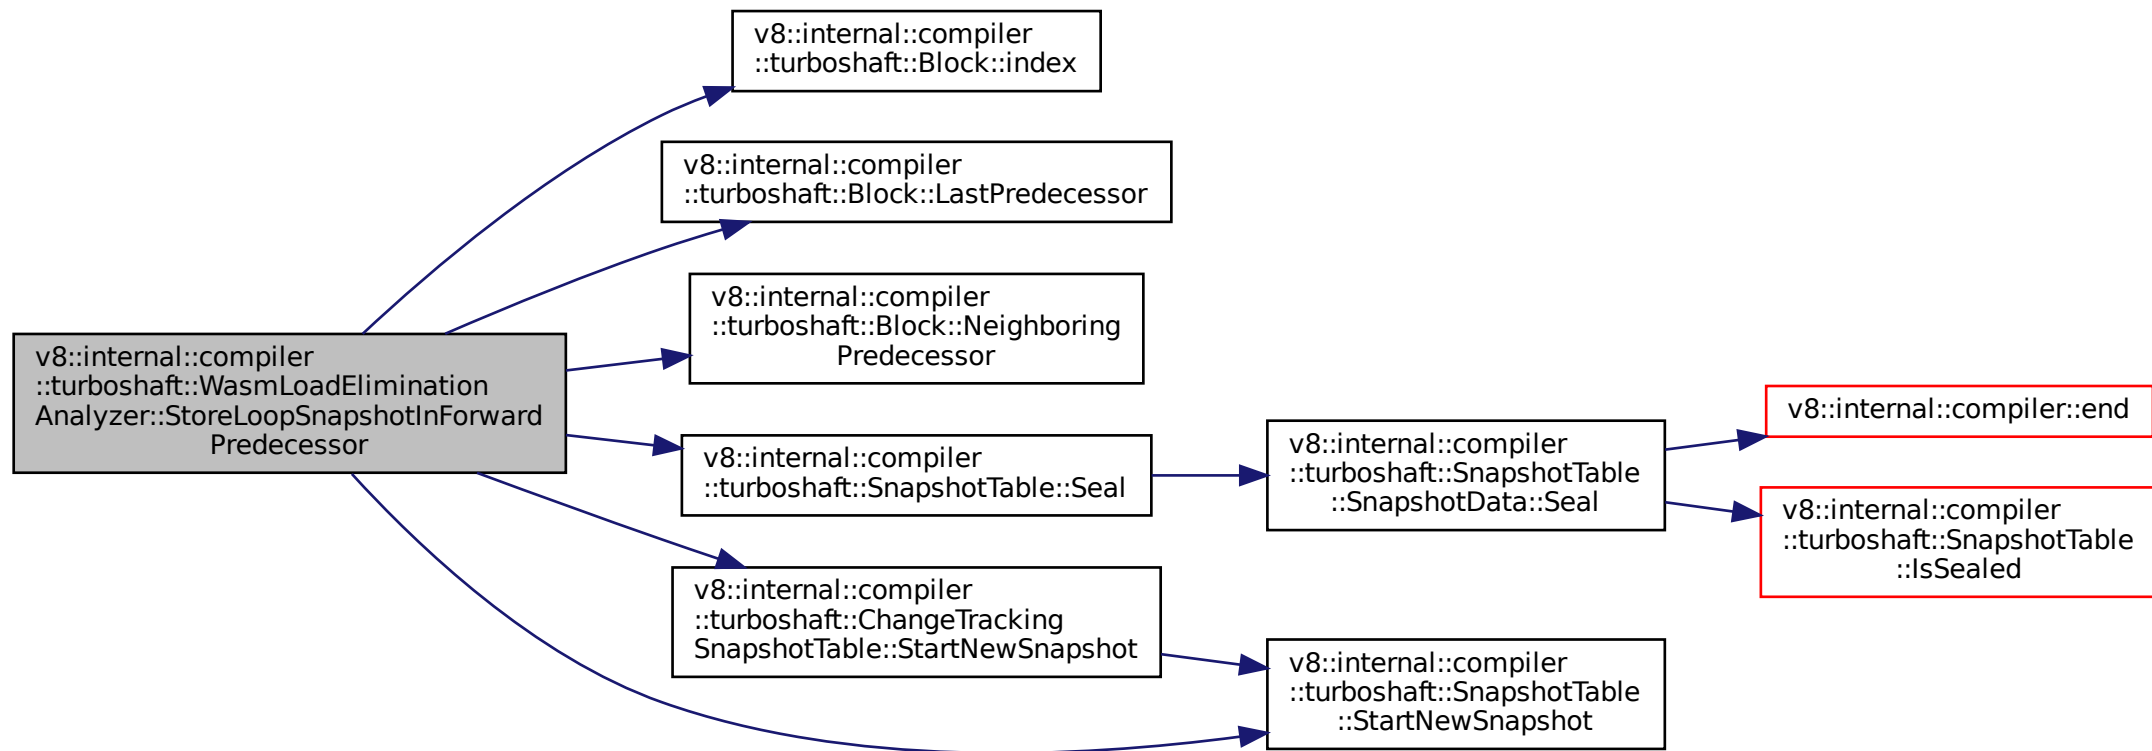 v8::internal::compiler
::turboshaft::Block::index
v8::internal::compiler
::turboshaft::Block::LastPredecessor
v8::internal::compiler
::turboshaft::Block::Neighboring
Predecessor
v8::internal::compiler
::turboshaft::WasmLoadElimination
Analyzer::StoreLoopSnapshotInForward
Predecessor
v8::internal::compiler
::turboshaft::SnapshotTable::Seal
v8::internal::compiler
::turboshaft::SnapshotTable
::SnapshotData::Seal
v8::internal::compiler::end
v8::internal::compiler
::turboshaft::SnapshotTable
::IsSealed
v8::internal::compiler
::turboshaft::ChangeTracking
SnapshotTable::StartNewSnapshot
v8::internal::compiler
::turboshaft::SnapshotTable
::StartNewSnapshot